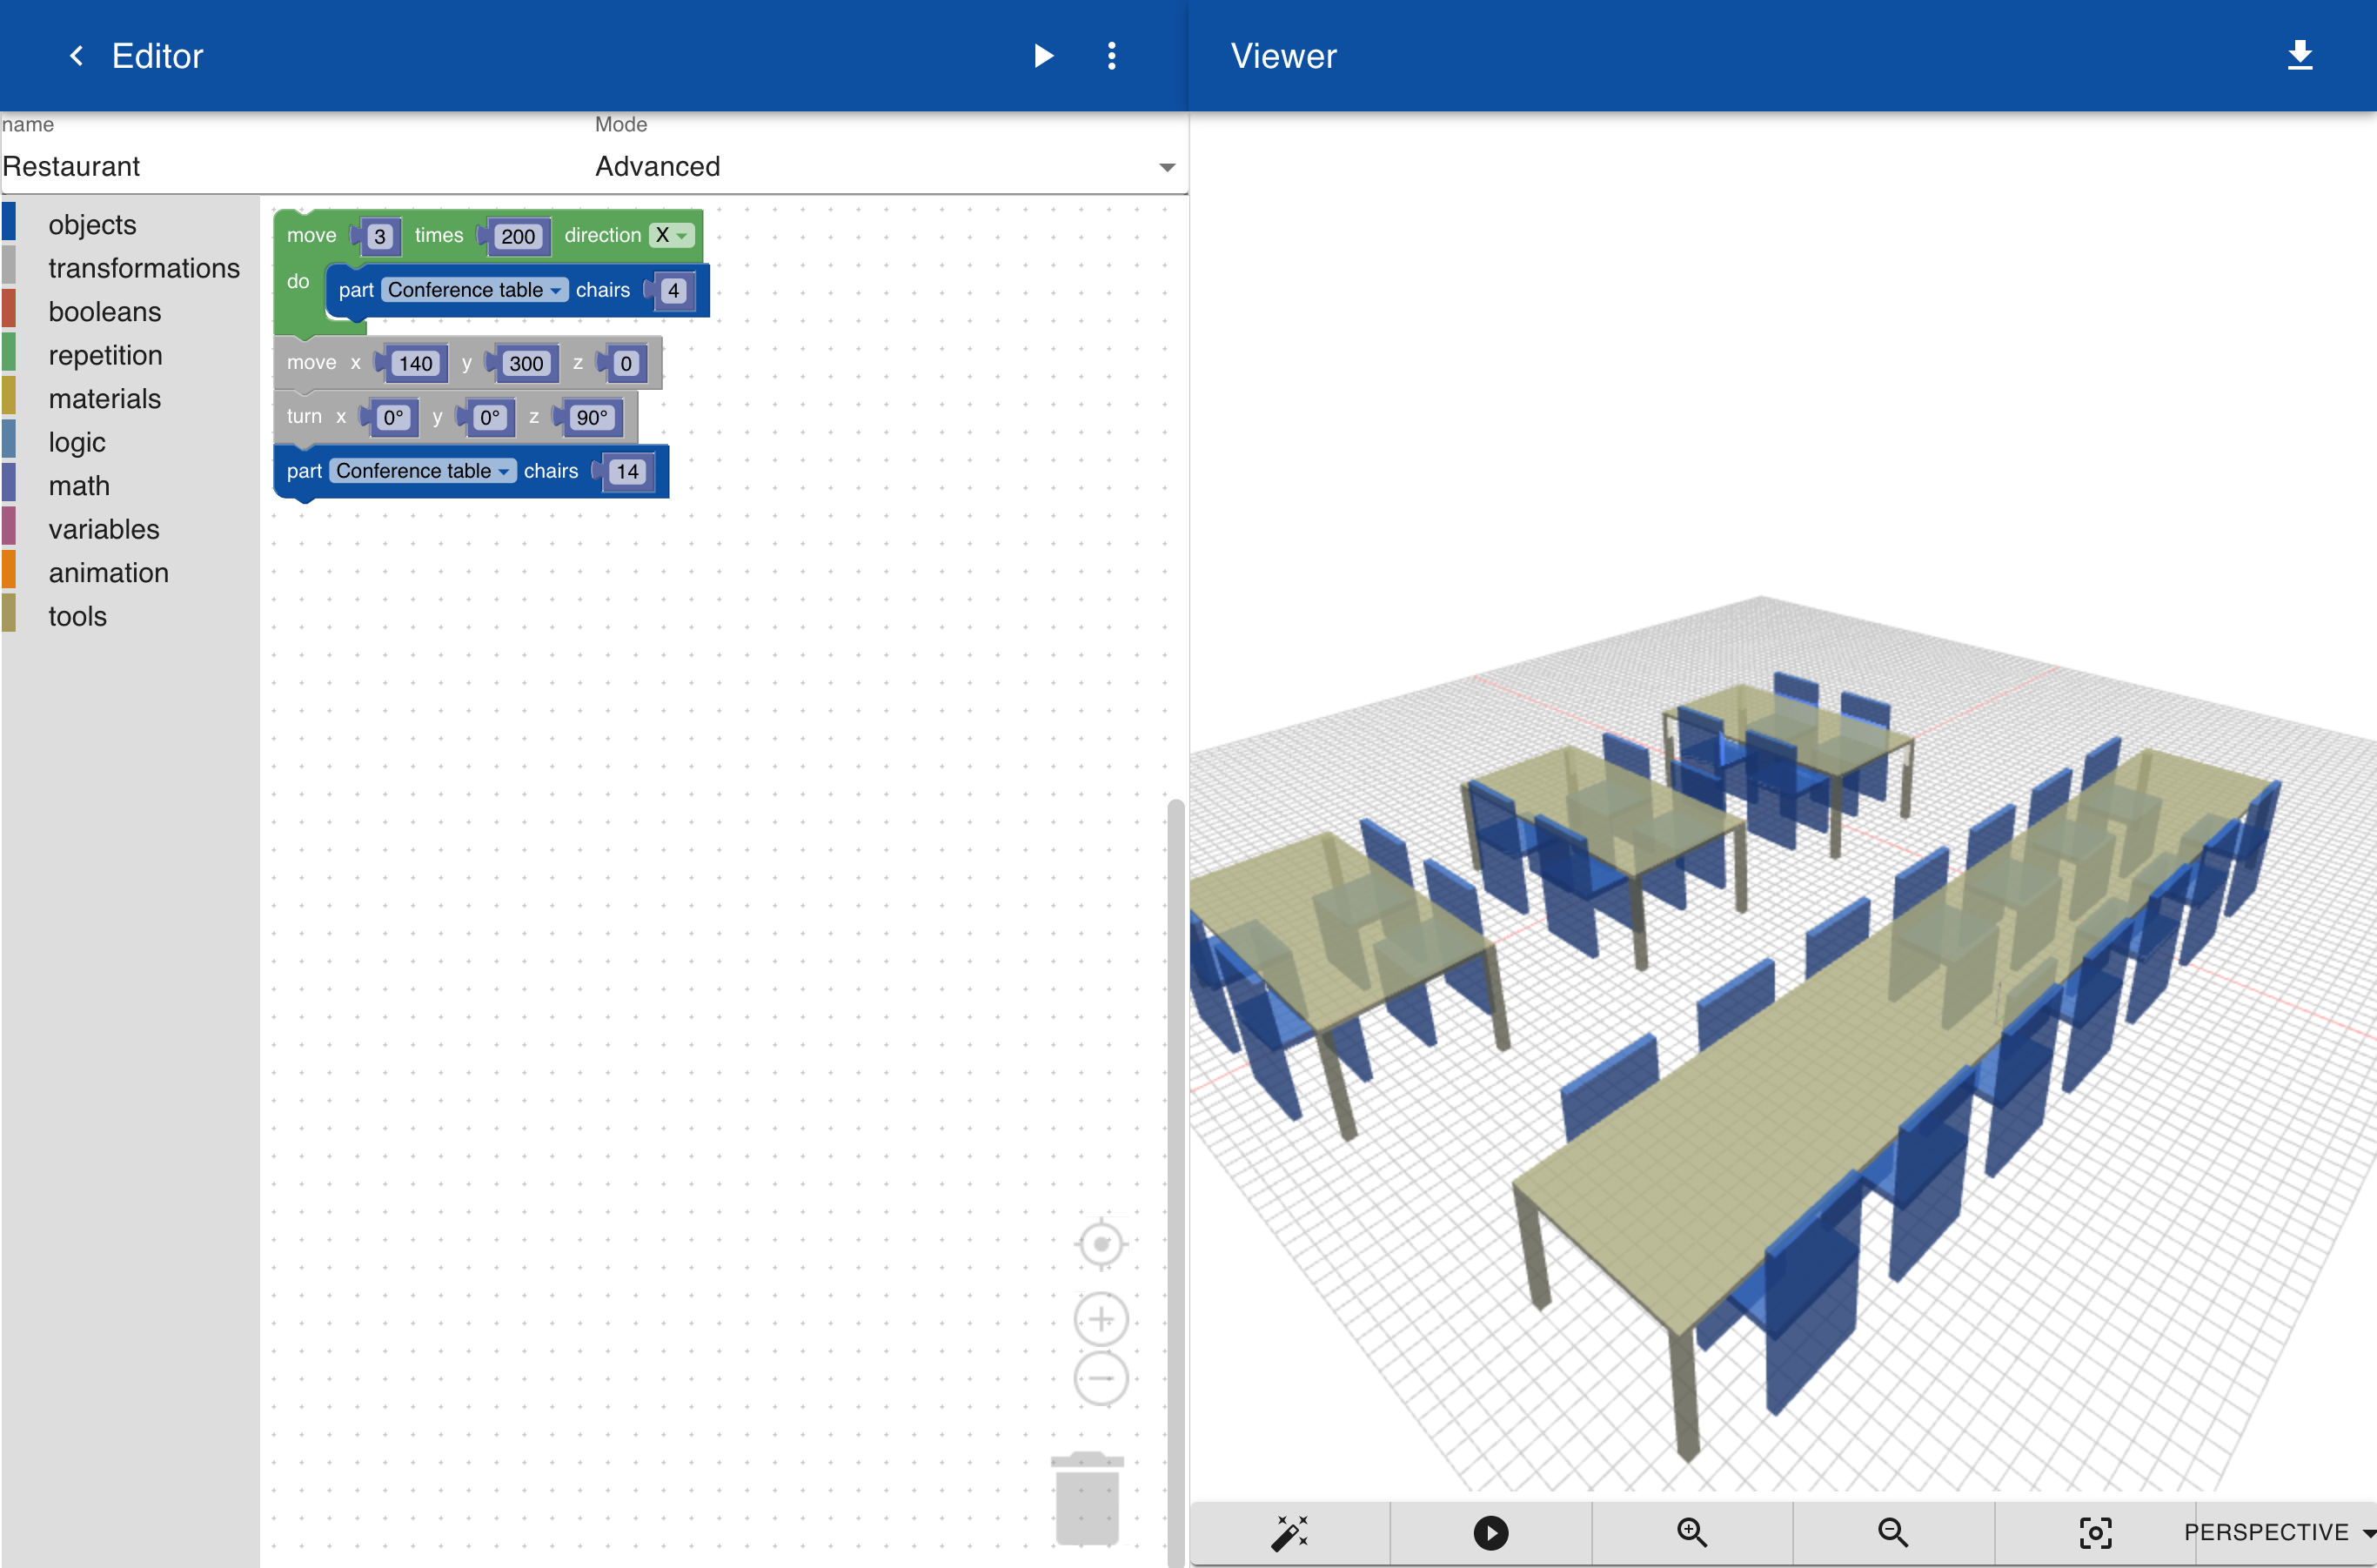 Editor
Viewer
name
Mode
Restaurant
Advanced
objects
transformations
booleans
repetition
materials
logic
math
variables
animation
tools
move 3 times 200 direction X
do part Conference table chairs 4
move x 140 y 300 z 0
turn x 0° y 0° z 90°
part Conference table chairs 14
PERSPECTIVE